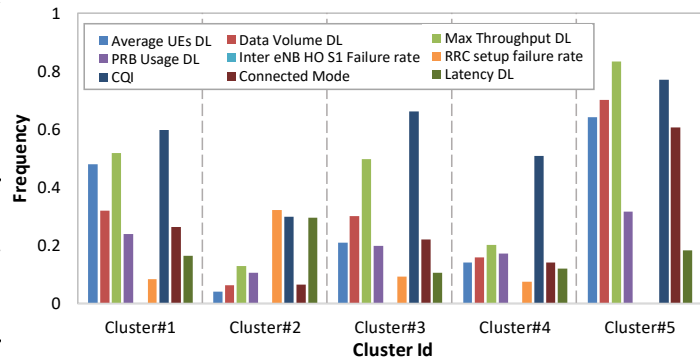 1
Average UEs DL Data Volume DL Max Throughput DL
PRB Usage DL Inter eNB HO S1 Failure rate RRC setup failure rate
CQI Connected Mode Latency DL
0.8
0.6
0.4
0.2
0
Frequency
Cluster#1 Cluster#2 Cluster#3 Cluster#4 Cluster#5
Cluster Id